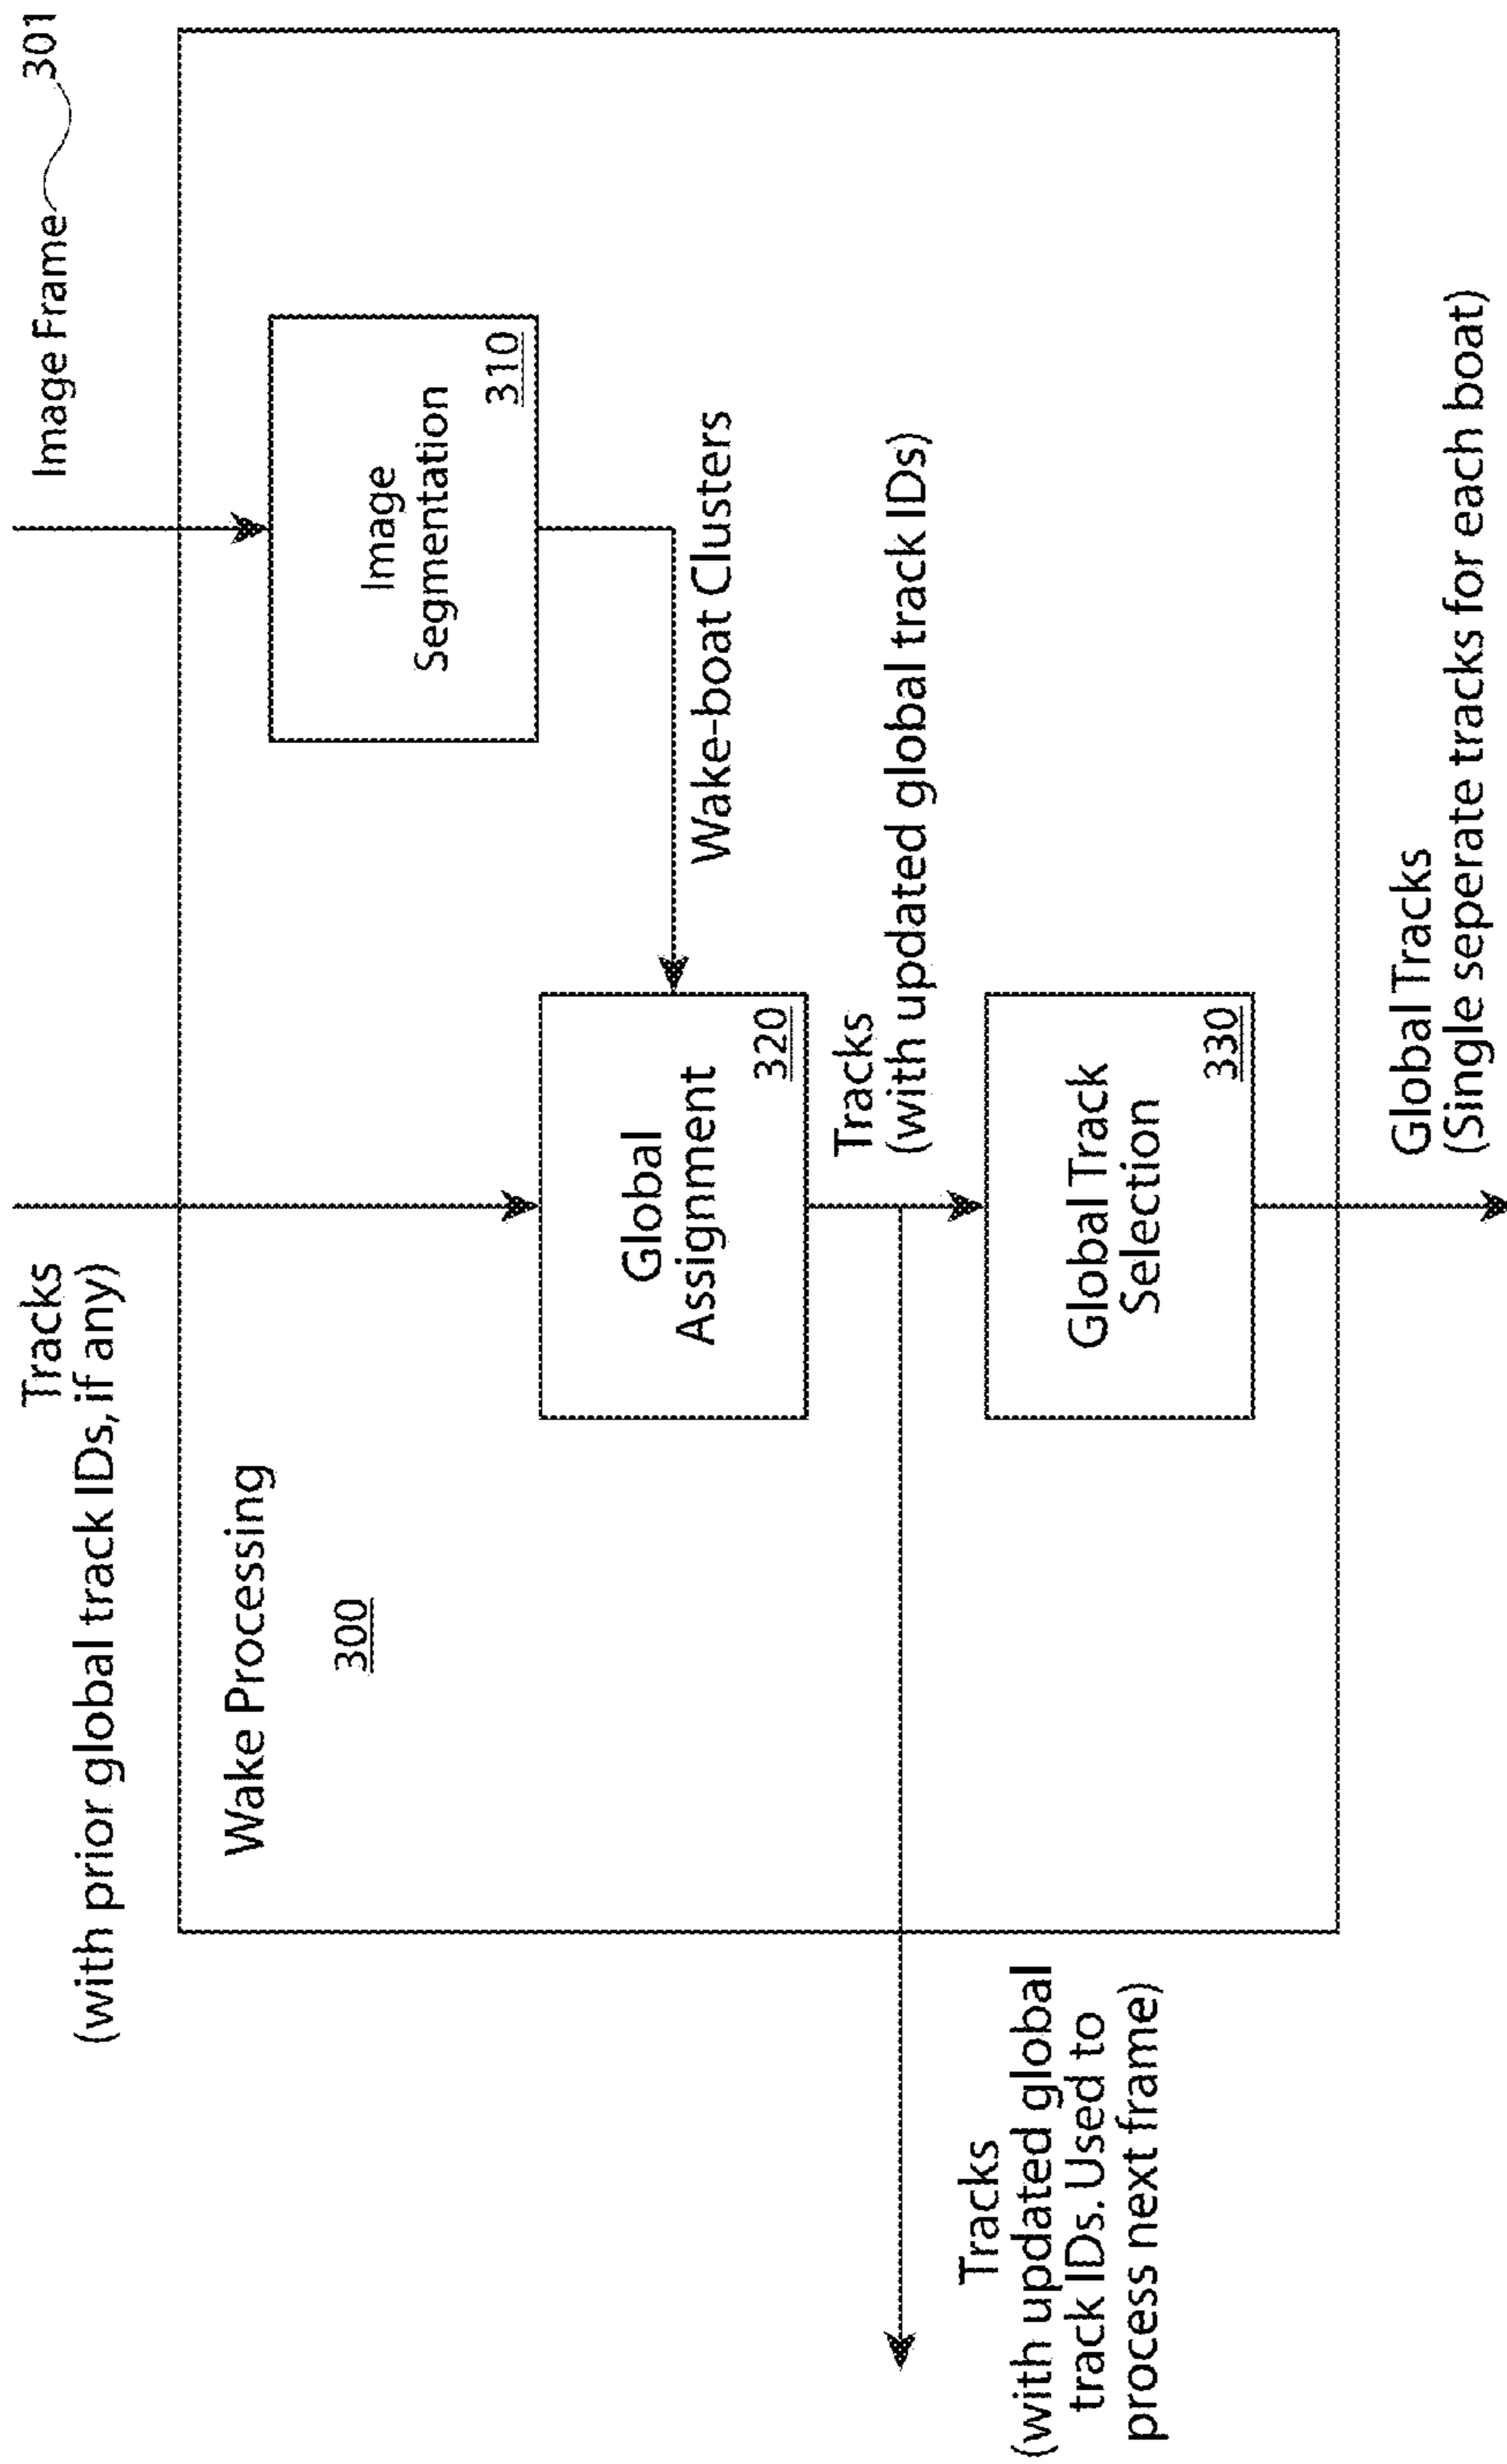 Tracks
(with prior global track IDs, if any)
Image Frame
301
Wake Processing
300
Image
Segmentation
310
Wake-boat Clusters
Global
Assignment
320
Tracks
(with updated global track IDs)
Tracks
(with updated global
track IDs. Used to
process next frame)
Global Track
Selection
330
Global Tracks
(Single seperate tracks for each boat)